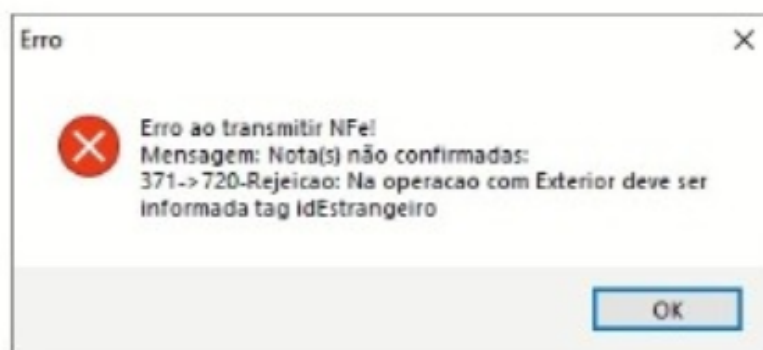 Erro
Erro ao transmitir NFe!
Mensagem: Nota(s) não confirmadas:
371->720-Rejeicao: Na operacao com Exterior deve ser
informada tag idEstrangeiro
OK